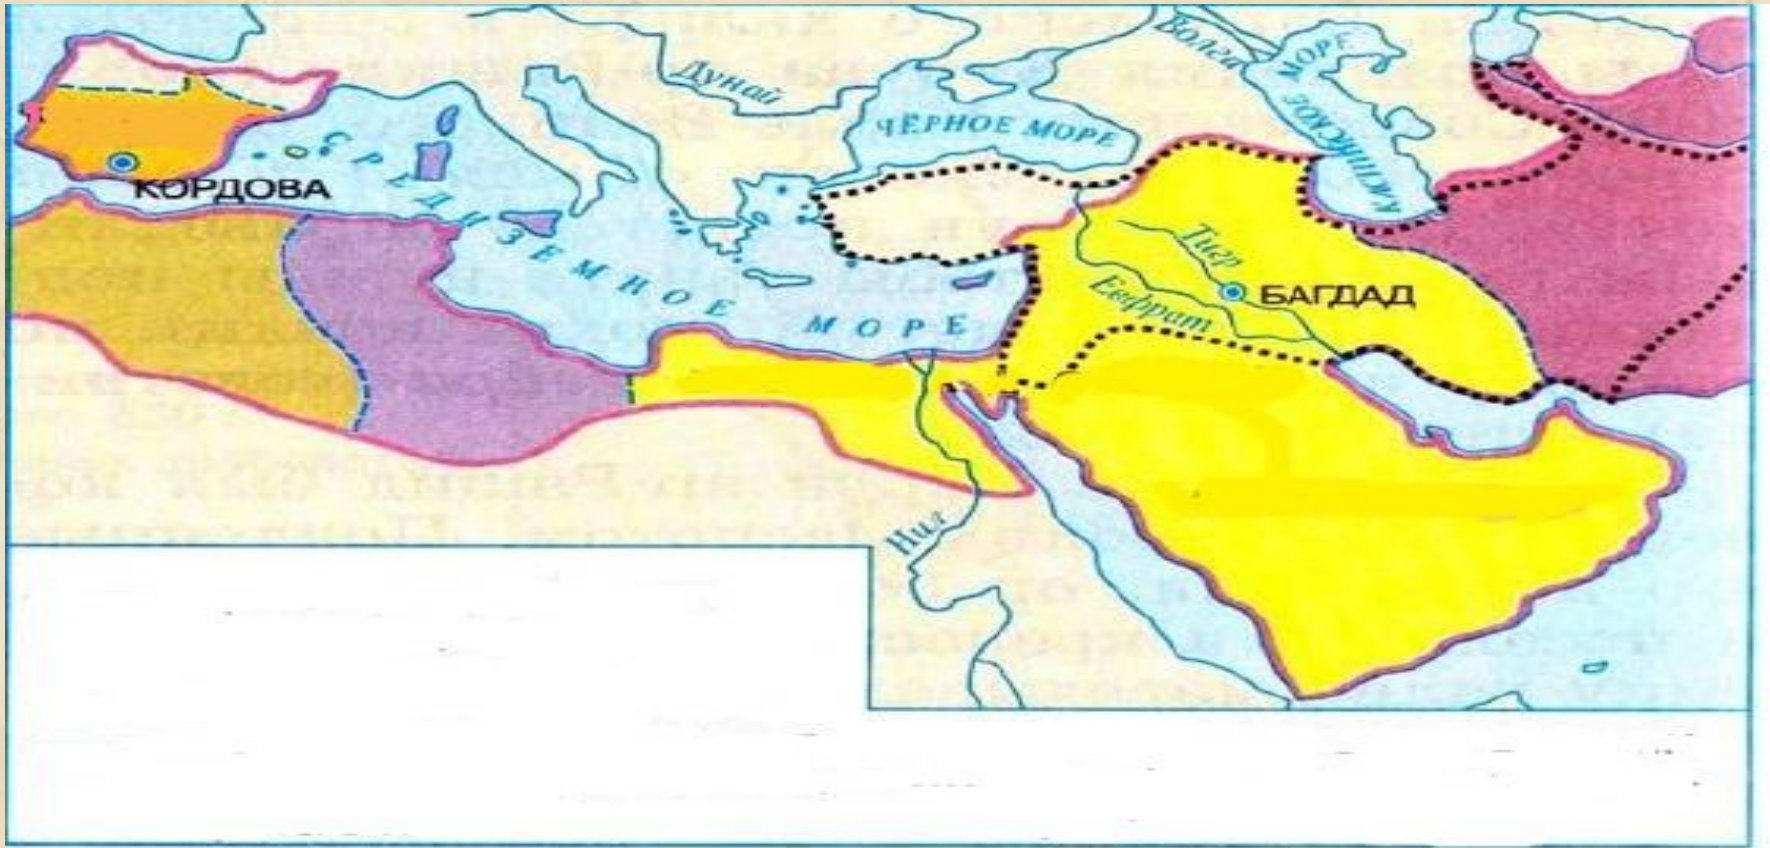 Волга
МОРЕ
КАСПИЙСКОЕ
Дунай
ЧЁРНОЕ МОРЕ
КОРДОВА
СРЕДИЗЕМНОЕ
МОРЕ
Тигр
БАГДАД
Евфрат
Нил